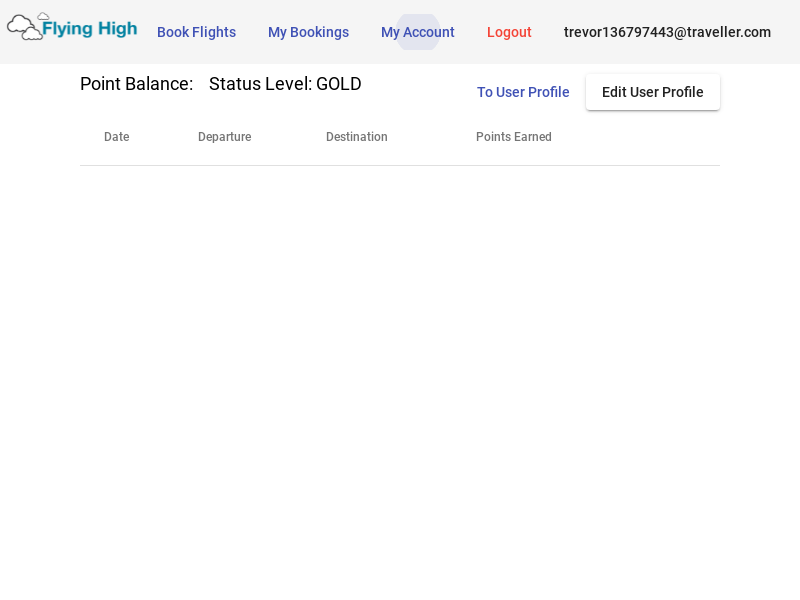 Flying High Book Flights My Bookings My Account Logout trevor136797443@traveller.com
Point Balance: Status Level: GOLD To User Profile Edit User Profile
Date Departure Destination Points Earned